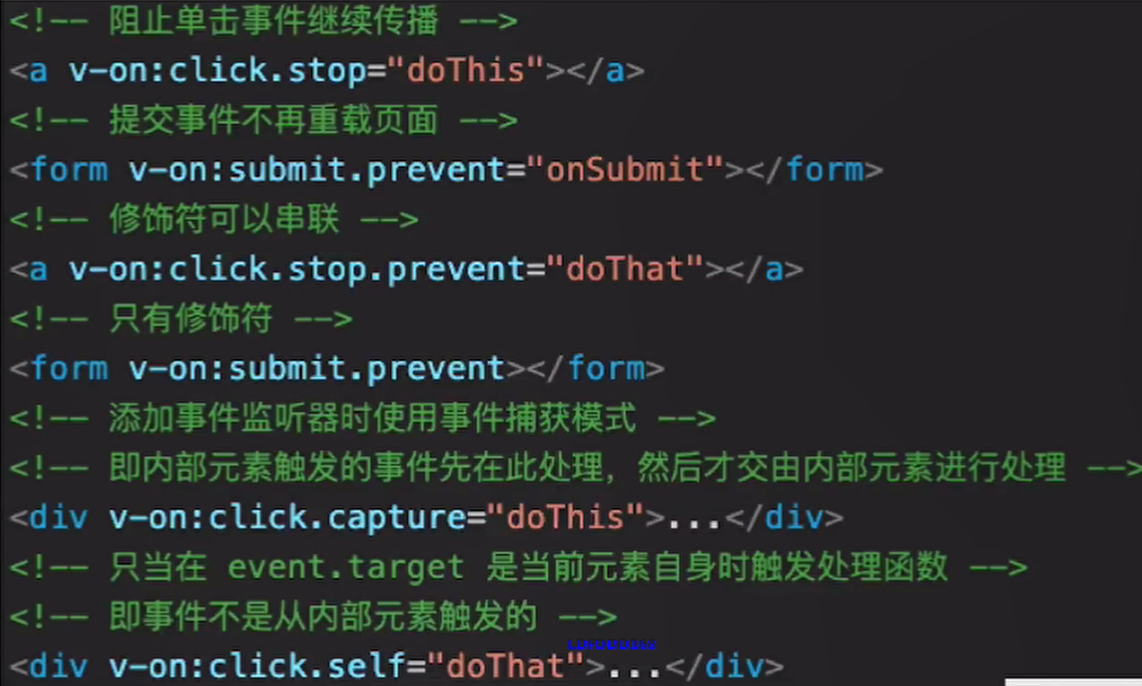 <!-- 阻止单击事件继续传播 -->
<a v-on:click.stop="doThis"></a>
<!-- 提交事件不再重载页面 -->
<form v-on:submit.prevent="onSubmit"></form>
<!-- 修饰符可以串联 -->
<a v-on:click.stop.prevent="doThat"></a>
<!-- 只有修饰符 -->
<form v-on:submit.prevent></form>
<!-- 添加事件监听器时使用事件捕获模式 -->
<!-- 即内部元素触发的事件先在此处理，然后才交由内部元素进行处理 -->
<div v-on:click.capture="doThis">...</div>
<!-- 只当在 event.target 是当前元素自身时触发处理函数 -->
<!-- 即事件不是从内部元素触发的 -->
<div v-on:click.self="doThat">...</div>